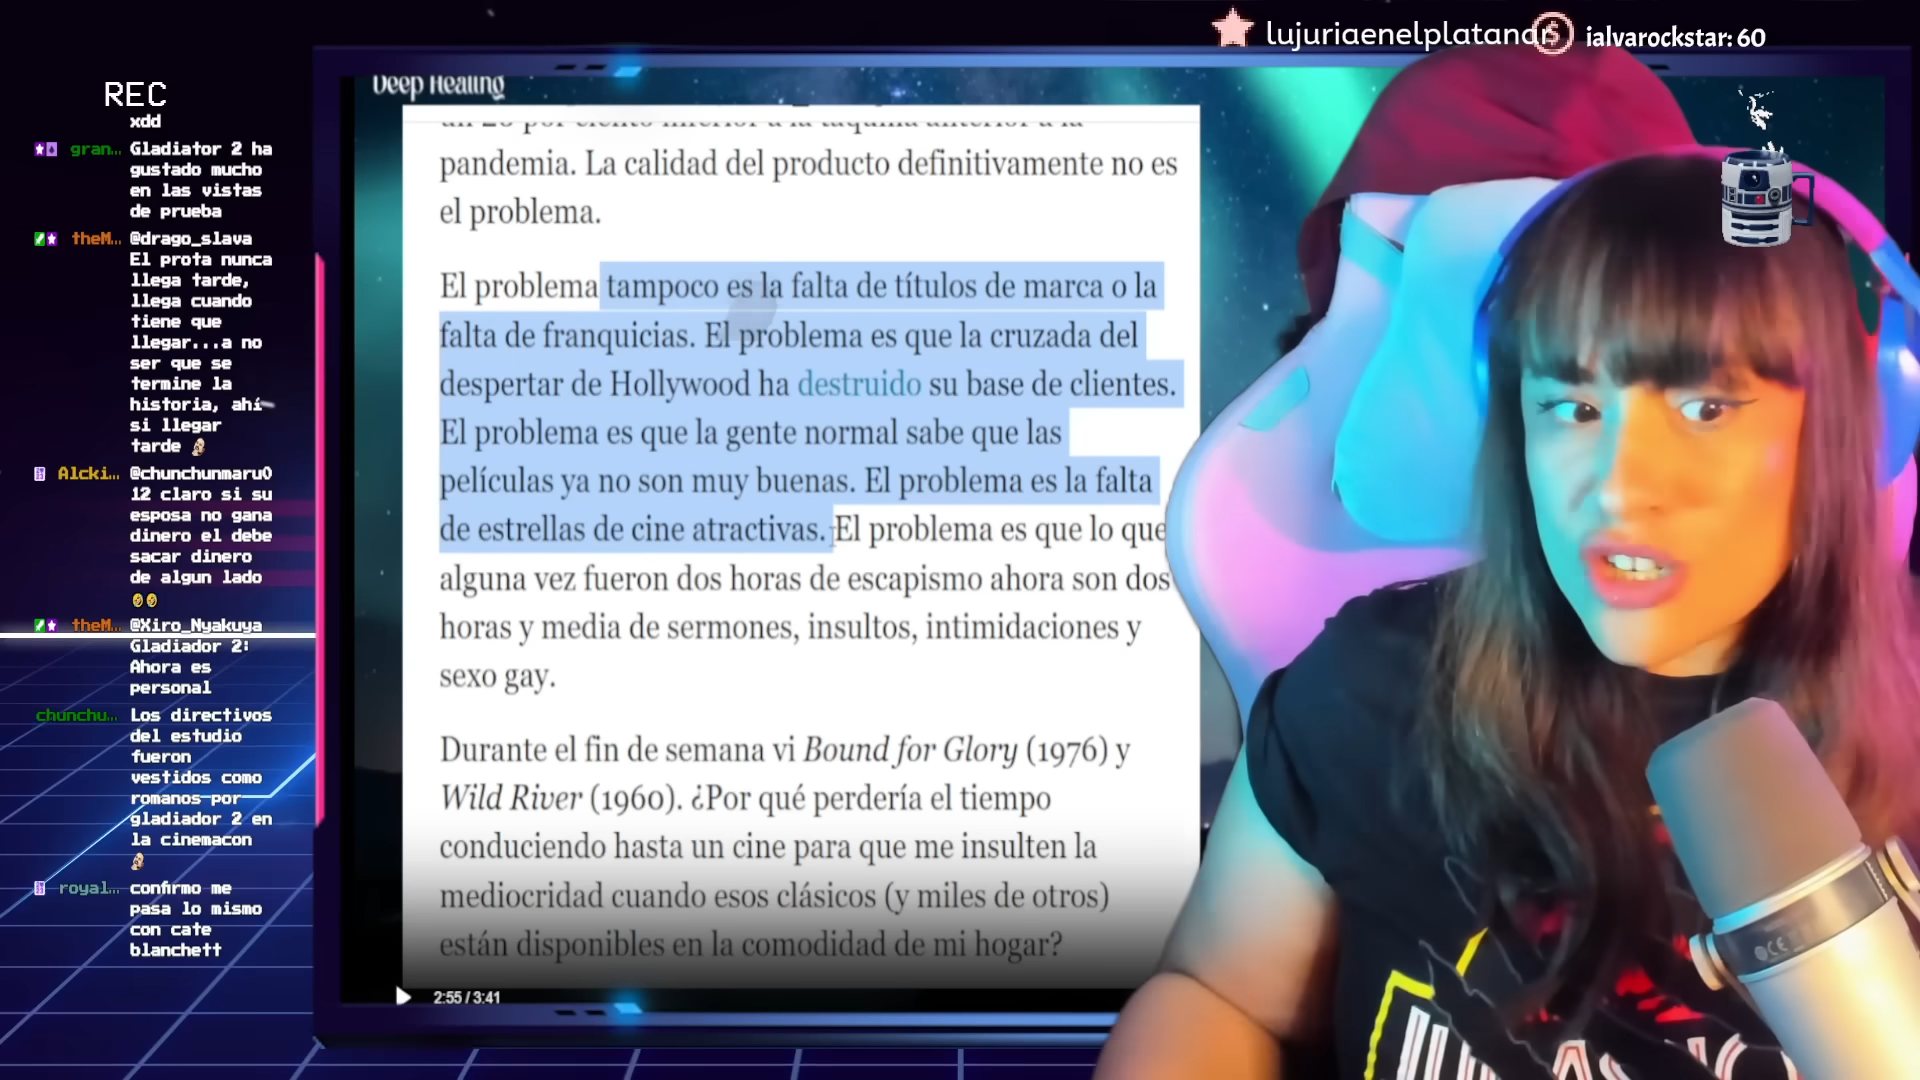 lujuriaenelplatanar
ialvarockstar: 60
REC
xdd
gran... Gladiator 2 ha
gustado mucho
en las vistas
de prueba
theM... @drago_slava
El prota nunca
llega tarde,
llega cuando
tiene que
llegar...a no
ser que se
termine la
historia, ahí
si llegar
tarde
Alcki... @chunchunmaru0
12 claro si su
esposa no gana
dinero el debe
sacar dinero
de algun lado
theM... @Xiro_Nyakuya
Gladiador 2:
Ahora es
personal
chunchu... Los directivos
del estudio
fueron
vestidos como
romanos por
gladiador 2 en
la cinemacon
royal... confirmo me
pasa lo mismo
con cate
blanchett
Deep Healing
un 20 por ciento inferior a la taquilla anterior a la
pandemia. La calidad del producto definitivamente no es
el problema.
El problema tampoco es la falta de títulos de marca o la
falta de franquicias. El problema es que la cruzada del
despertar de Hollywood ha destruido su base de clientes.
El problema es que la gente normal sabe que las
películas ya no son muy buenas. El problema es la falta
de estrellas de cine atractivas. El problema es que lo que
alguna vez fueron dos horas de escapismo ahora son dos
horas y media de sermones, insultos, intimidaciones y
sexo gay.
Durante el fin de semana vi Bound for Glory (1976) y
Wild River (1960). ¿Por qué perdería el tiempo
conduciendo hasta un cine para que me insulten la
mediocridad cuando esos clásicos (y miles de otros)
están disponibles en la comodidad de mi hogar?
2:55 / 3:41